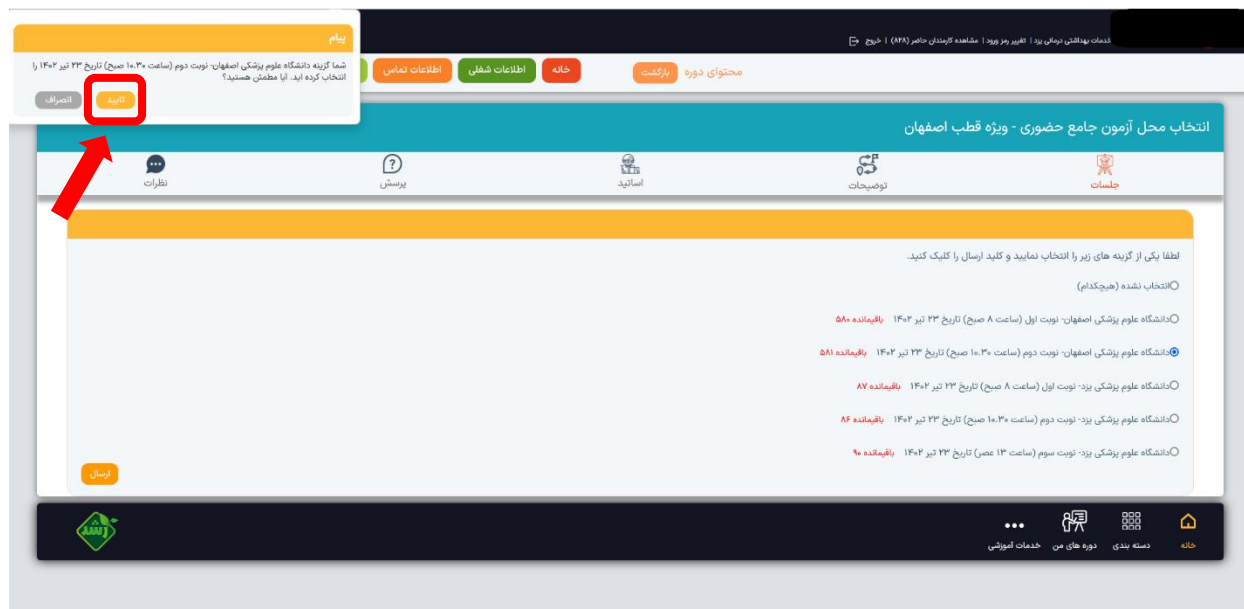 خدمات بهداشتی درمانی یزد | تغییر رمز ورود | مشاهده کارمندان حاضر (۸۲۸) | خروج
پیام
شما گزینه دانشگاه علوم پزشکی اصفهان- نوبت دوم (ساعت ۱۰.۳۰ صبح) تاریخ ۲۳ تیر ۱۴۰۲ را
انتخاب کرده اید. آیا مطمئن هستید؟
تایید
انصراف
محتوای دوره بازگشت
خانه
اطلاعات شغلی
اطلاعات تماس
انتخاب محل آزمون جامع حضوری - ویژه قطب اصفهان
جلسات
توضیحات
اساتید
پرسش
نظرات
لطفا یکی از گزینه های زیر را انتخاب نمایید و کلید ارسال را کلیک کنید.
انتخاب نشده (هیچکدام)
دانشگاه علوم پزشکی اصفهان- نوبت اول (ساعت ۸ صبح) تاریخ ۲۳ تیر ۱۴۰۲ باقیمانده ۵۸۰
دانشگاه علوم پزشکی اصفهان- نوبت دوم (ساعت ۱۰.۳۰ صبح) تاریخ ۲۳ تیر ۱۴۰۲ باقیمانده ۵۸۱
دانشگاه علوم پزشکی یزد- نوبت اول (ساعت ۸ صبح) تاریخ ۲۳ تیر ۱۴۰۲ باقیمانده ۸۷
دانشگاه علوم پزشکی یزد- نوبت دوم (ساعت ۱۰.۳۰ صبح) تاریخ ۲۳ تیر ۱۴۰۲ باقیمانده ۸۶
دانشگاه علوم پزشکی یزد- نوبت سوم (ساعت ۱۳ عصر) تاریخ ۲۳ تیر ۱۴۰۲ باقیمانده ۹۰
ارسال
خانه
دسته بندی
دوره های من
خدمات آموزشی
رسد